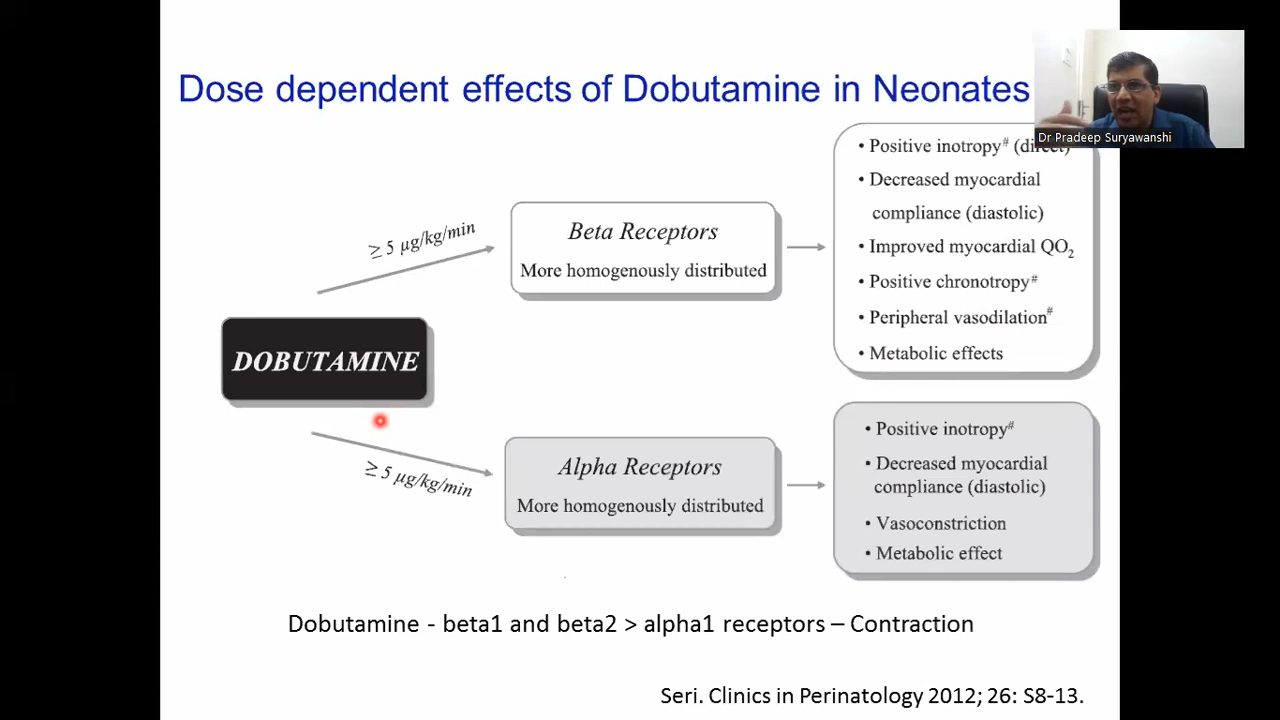 Dose dependent effects of Dobutamine in Neonates
Dr Pradeep Suryawanshi
≥ 5 μg/kg/min
Beta Receptors
More homogenously distributed
• Positive inotropy# (direct)
• Decreased myocardial
compliance (diastolic)
• Improved myocardial QO2
• Positive chronotropy#
• Peripheral vasodilation#
• Metabolic effects
DOBUTAMINE
≥ 5 μg/kg/min
Alpha Receptors
More homogenously distributed
• Positive inotropy#
• Decreased myocardial
compliance (diastolic)
• Vasoconstriction
• Metabolic effect
Dobutamine - beta1 and beta2 > alpha1 receptors – Contraction
Seri. Clinics in Perinatology 2012; 26: S8-13.